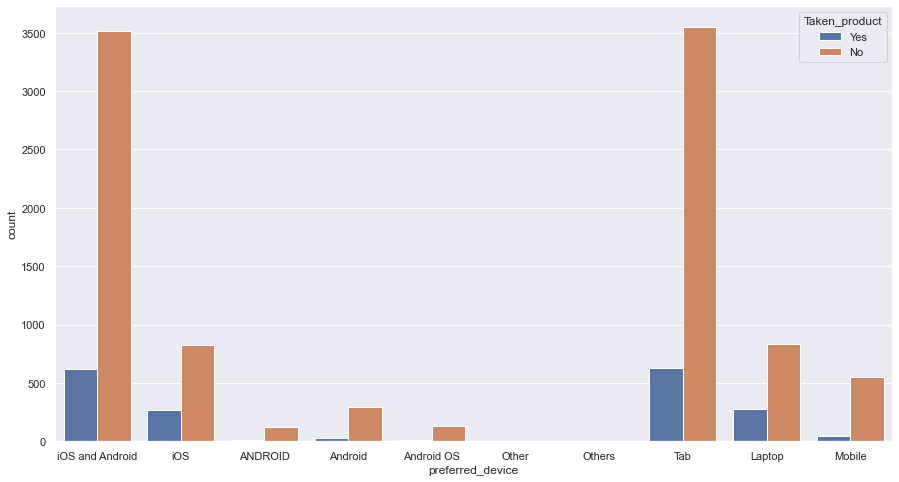 Taken_product
Yes
No
3500
3000
2500
2000
1500
1000
500
0
count
iOS and Android
iOS
ANDROID
Android
Android OS
Other
Others
Tab
Laptop
Mobile
preferred_device